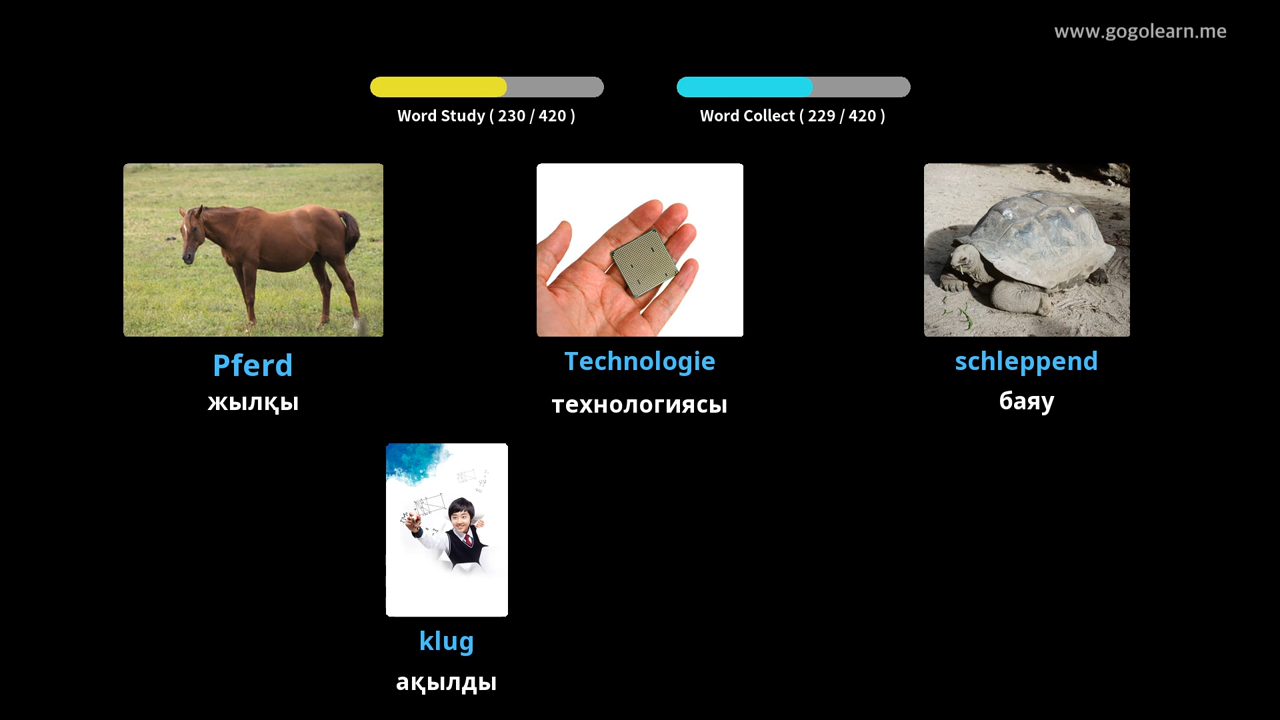 www.gogolearn.me
Word Study ( 230 / 420 )
Word Collect ( 229 / 420 )
Pferd
жылқы
Technologie
технологиясы
schleppend
баяу
klug
ақылды